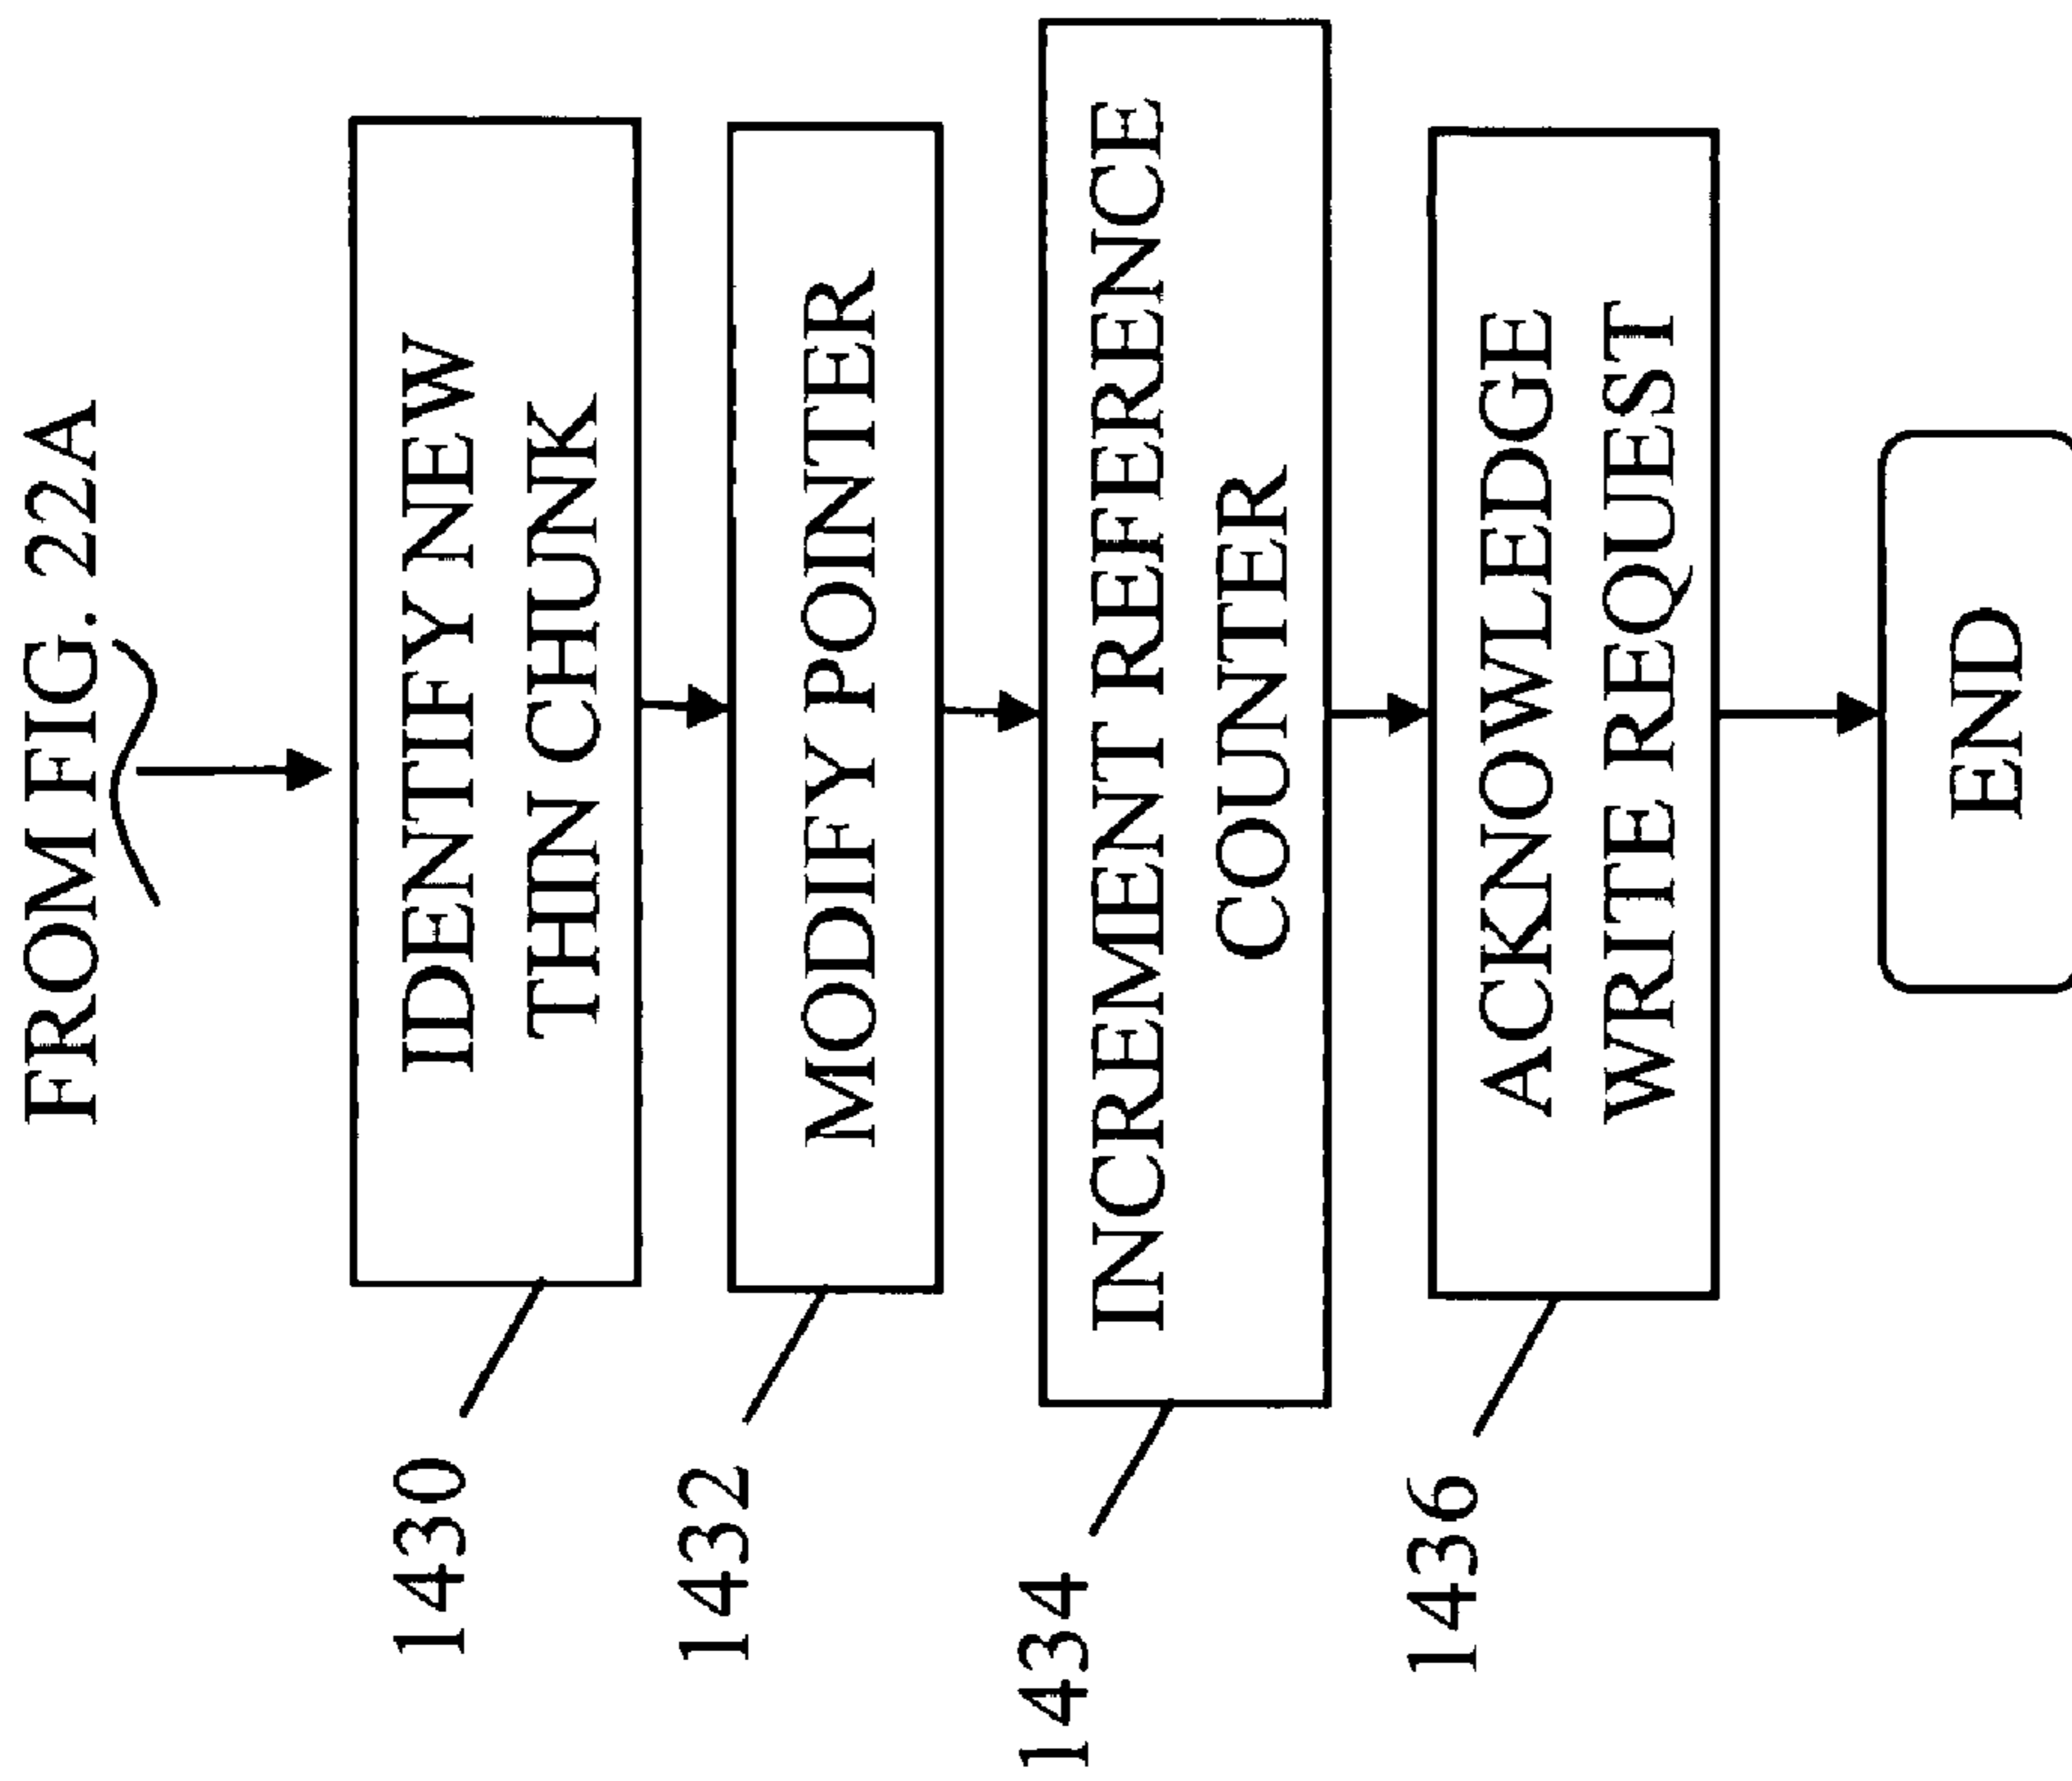 FROM FIG. 22A
IDENTIFY NEW
THIN CHUNK
1430
MODIFY POINTER
1432
INCREMENT REFERENCE
COUNTER
1434
ACKNOWLEDGE
WRITE REQUEST
1436
END